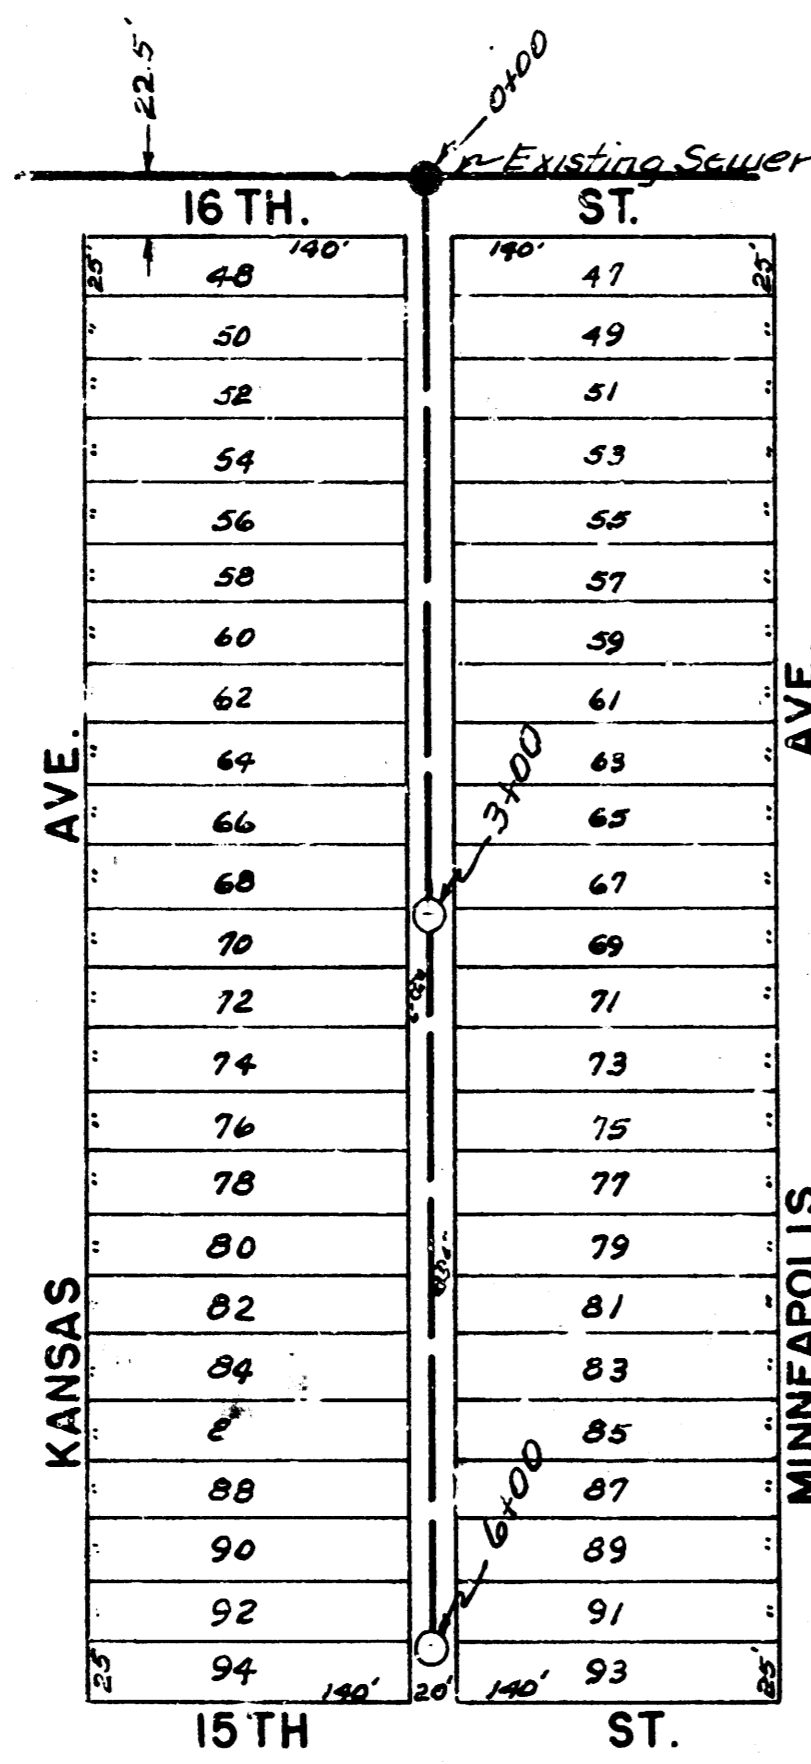 22.5'
0+00
Existing Sewer
16 TH. ST.
140' 140'
25' 48 47 25'
" 50 49 "
" 52 51 "
" 54 53 "
" 56 55 "
" 58 57 "
" 60 59 "
" 62 61 "
" 64 63 "
" 66 65 "
" 68 67 "
" 70 69 "
" 72 71 "
" 74 73 "
" 76 75 "
" 78 77 "
" 80 79 "
" 82 81 "
" 84 83 "
" 8 85 "
" 88 87 "
" 90 89 "
" 92 91 "
25' 94 93 25'
3+00
6+00
140' 20' 140'
15 TH ST.
KANSAS AVE.
MINNEAPOLIS AVE.